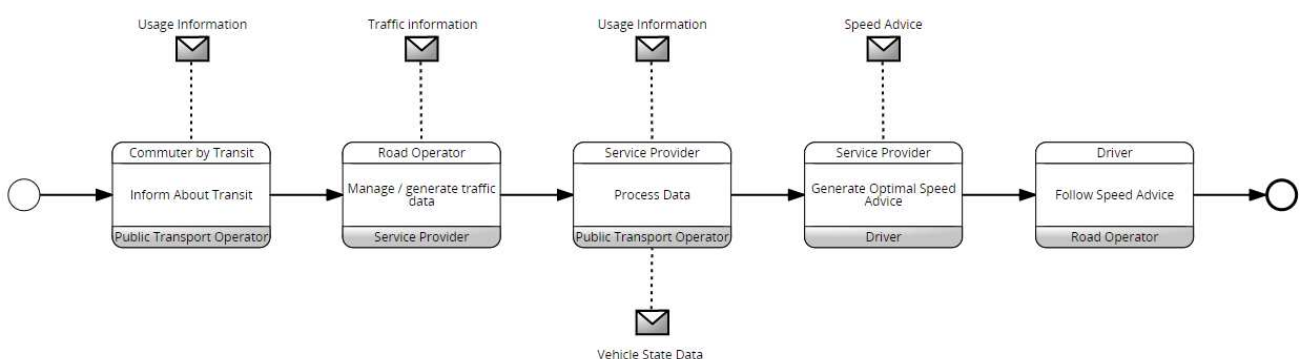 Usage Information
Traffic information
Usage Information
Speed Advice
Commuter by Transit
Inform About Transit
Public Transport Operator
Road Operator
Manage / generate traffic
data
Service Provider
Service Provider
Process Data
Public Transport Operator
Service Provider
Generate Optimal Speed
Advice
Driver
Driver
Follow Speed Advice
Road Operator
Vehicle State Data